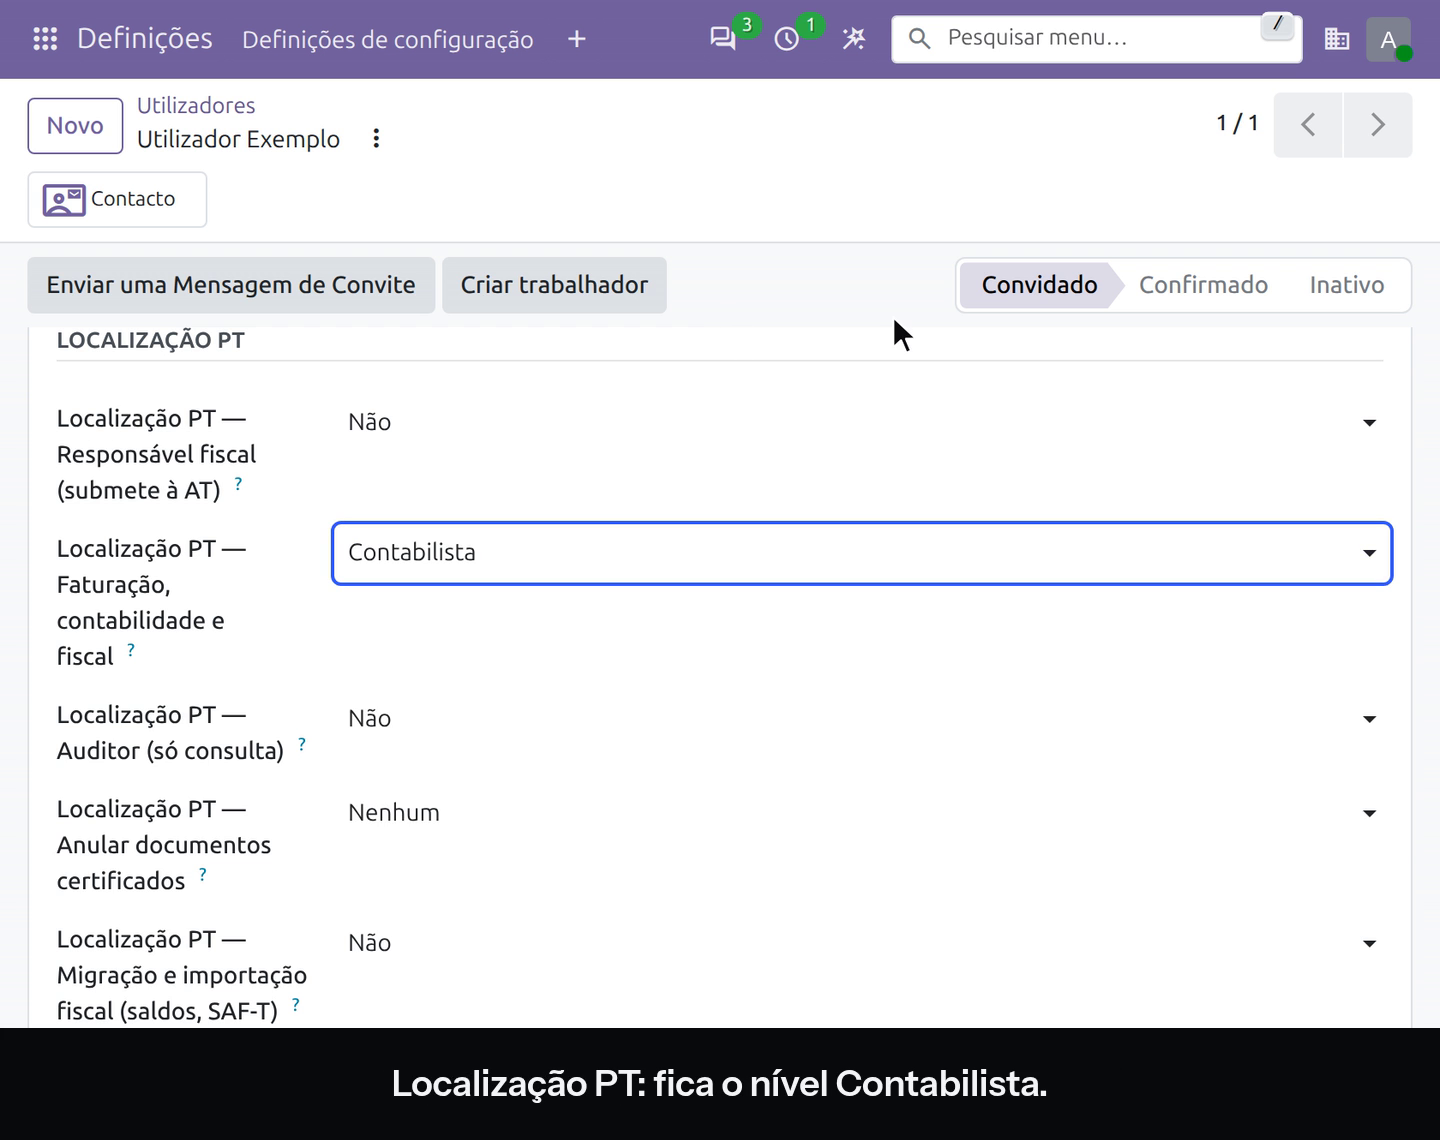 Definições
Definições de configuração
+
3
1
Pesquisar menu...
/
A
Novo
Utilizadores
Utilizador Exemplo
1 / 1
Contacto
Enviar uma Mensagem de Convite
Criar trabalhador
Convidado
Confirmado
Inativo
LOCALIZAÇÃO PT
Localização PT —
Responsável fiscal
(submete à AT) ?
Não
Localização PT —
Faturação,
contabilidade e
fiscal ?
Contabilista
Localização PT —
Auditor (só consulta) ?
Não
Localização PT —
Anular documentos
certificados ?
Nenhum
Localização PT —
Migração e importação
fiscal (saldos, SAF-T) ?
Não
Localização PT: fica o nível Contabilista.